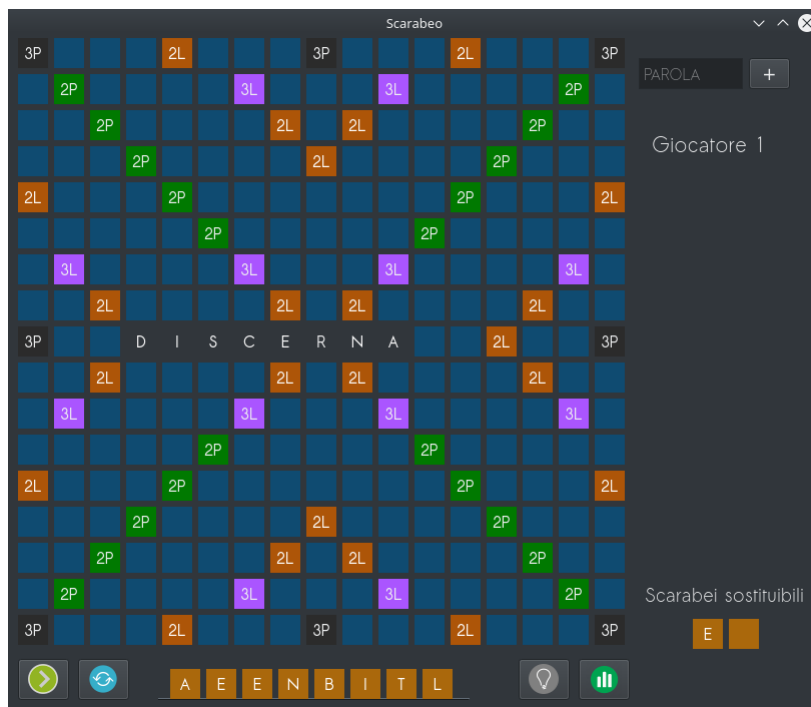 Scarabeo
3P 2L 3P 2L 3P
2P 3L 3L 2P
PAROLA +
2P 2L 2L 2P
Giocatore 1
2P 2L 2P
2L 2P 2P 2L
2P 2P
3L 3L 3L 3L
2L 2L 2L 2L
3P D I S C E R N A 2L 3P
2L 2L 2L 2L
3L 3L 3L 3L
2P 2P
2L 2P 2P 2L
2P 2L 2P
2P 2L 2L 2P
2P 3L 3L 2P
Scarabei sostituibili
3P 2L 3P 2L 3P
E
A E E N B I T L